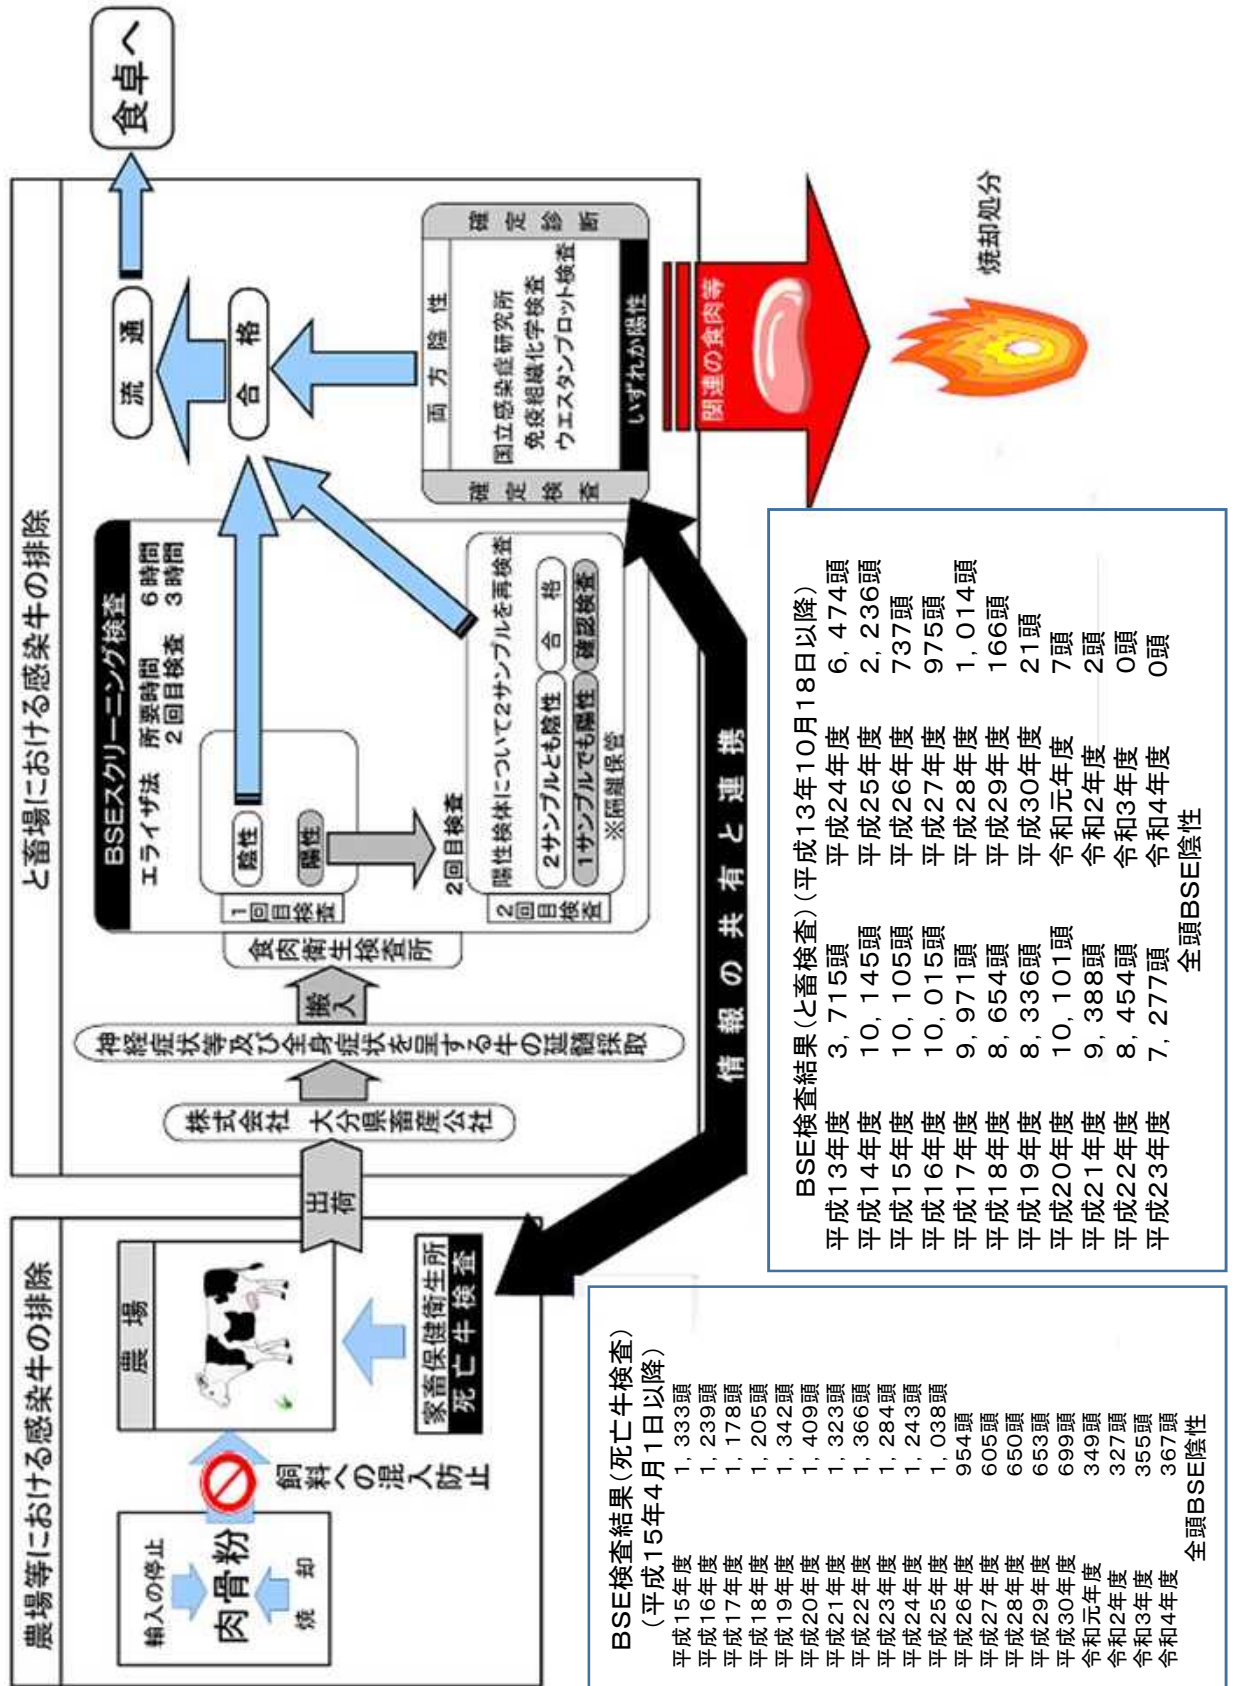 農場等における感染牛の排除
輸入の停止
肉骨粉
焼却
飼料への混入防止
農場
家畜保健衛生所
死亡牛検査
出荷
と畜場における感染牛の排除
株式会社 大分県畜産公社
神経症状等及び全身症状を呈する牛の延髄採取
搬入
食肉衛生検査所
BSEスクリーニング検査
エライザ法 所要時間 6時間
2回目検査 3時間
1回目検査
陰性
陽性
2回目検査
2回目検査
陽性検体について2サンプルを再検査
2サンプルとも陰性 合格
1サンプルでも陽性 確認検査
※隔離保管
流通
合格
食卓へ
確定検査
両方陰性
国立感染症研究所
免疫組織化学検査
ウエスタンブロット検査
いずれか陽性
確定診断
関連の食肉等
焼却処分
情報の共有と連携
BSE検査結果(死亡牛検査)
(平成15年4月1日以降)
平成15年度 1,333頭
平成16年度 1,239頭
平成17年度 1,178頭
平成18年度 1,205頭
平成19年度 1,342頭
平成20年度 1,409頭
平成21年度 1,323頭
平成22年度 1,366頭
平成23年度 1,284頭
平成24年度 1,243頭
平成25年度 1,038頭
平成26年度 954頭
平成27年度 605頭
平成28年度 650頭
平成29年度 653頭
平成30年度 699頭
令和元年度 349頭
令和2年度 327頭
令和3年度 355頭
令和4年度 367頭
全頭BSE陰性
BSE検査結果(と畜検査)(平成13年10月18日以降)
平成13年度 3,715頭 平成24年度 6,474頭
平成14年度 10,145頭 平成25年度 2,236頭
平成15年度 10,105頭 平成26年度 737頭
平成16年度 10,015頭 平成27年度 975頭
平成17年度 9,971頭 平成28年度 1,014頭
平成18年度 8,654頭 平成29年度 166頭
平成19年度 8,336頭 平成30年度 21頭
平成20年度 10,101頭 令和元年度 7頭
平成21年度 9,388頭 令和2年度 2頭
平成22年度 8,454頭 令和3年度 0頭
平成23年度 7,277頭 令和4年度 0頭
全頭BSE陰性